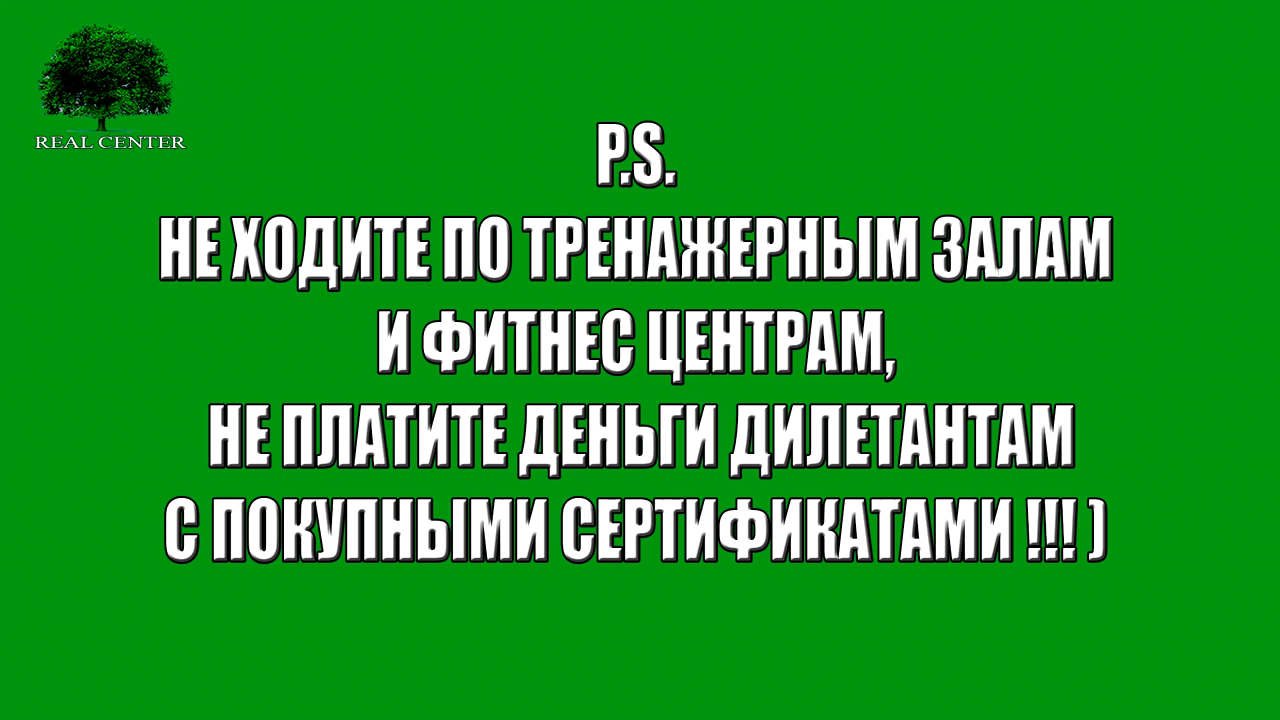 REAL CENTER
P.S.
НЕ ХОДИТЕ ПО ТРЕНАЖЕРНЫМ ЗАЛАМ
И ФИТНЕС ЦЕНТРАМ,
НЕ ПЛАТИТЕ ДЕНЬГИ ДИЛЕТАНТАМ
С ПОКУПНЫМИ СЕРТИФИКАТАМИ !!! )